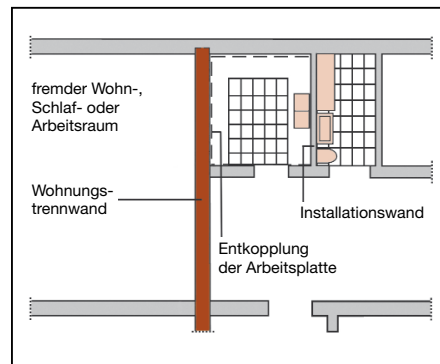 fremder Wohn-,
Schlaf- oder
Arbeitsraum
Wohnungs-
trennwand
Installationswand
Entkopplung
der Arbeitsplatte